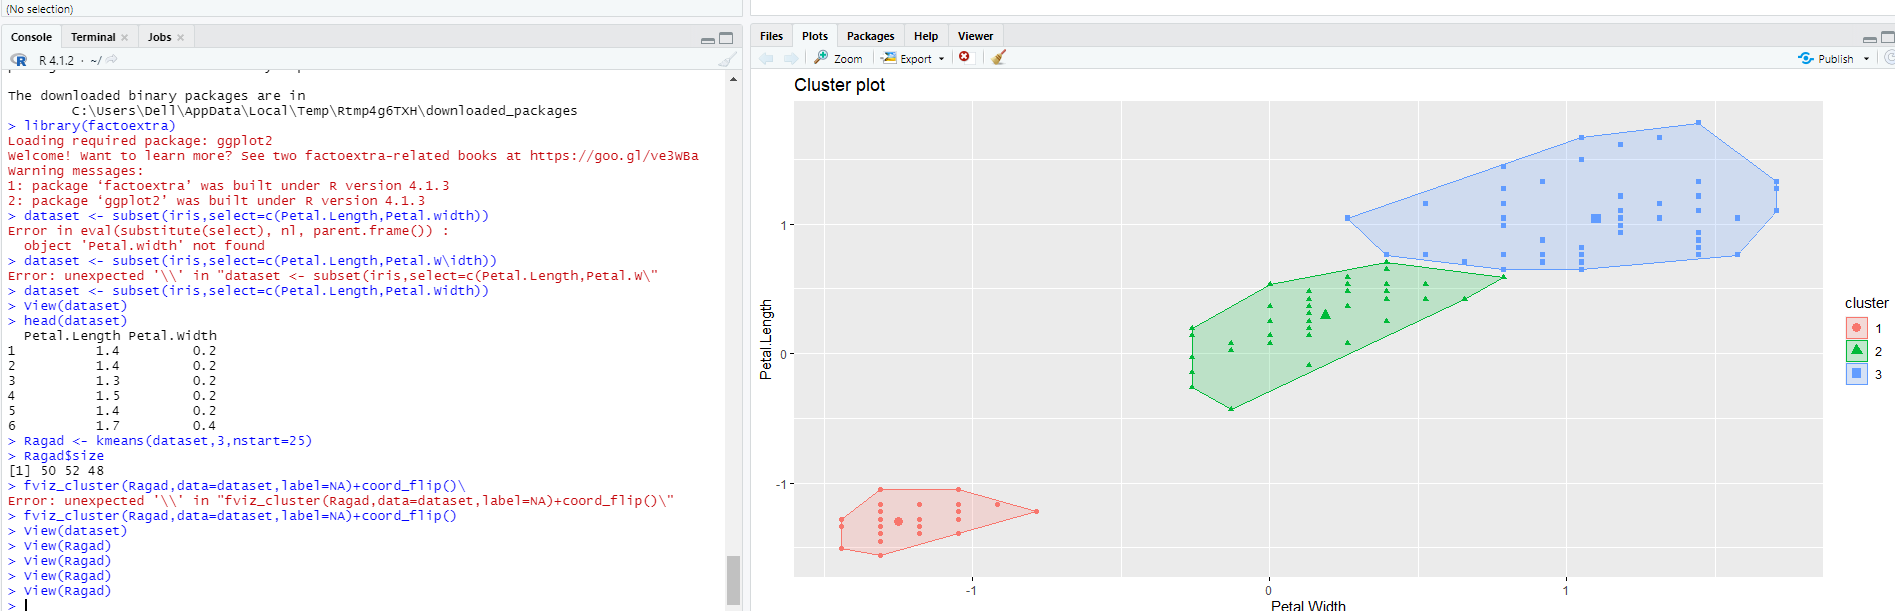 (No selection)
Console Terminal Jobs
R 4.1.2 · ~/
The downloaded binary packages are in
C:\Users\Dell\AppData\Local\Temp\Rtmp4g6TXH\downloaded_packages
> library(factoextra)
Loading required package: ggplot2
Welcome! Want to learn more? See two factoextra-related books at https://goo.gl/ve3WBa
Warning messages:
1: package ‘factoextra’ was built under R version 4.1.3
2: package ‘ggplot2’ was built under R version 4.1.3
> dataset <- subset(iris,select=c(Petal.Length,Petal.width))
Error in eval(substitute(select), nl, parent.frame()) :
object 'Petal.width' not found
> dataset <- subset(iris,select=c(Petal.Length,Petal.W\idth))
Error: unexpected '\\' in "dataset <- subset(iris,select=c(Petal.Length,Petal.W\"
> dataset <- subset(iris,select=c(Petal.Length,Petal.Width))
> View(dataset)
> head(dataset)
Petal.Length Petal.Width
1 1.4 0.2
2 1.4 0.2
3 1.3 0.2
4 1.5 0.2
5 1.4 0.2
6 1.7 0.4
> Ragad <- kmeans(dataset,3,nstart=25)
> Ragad$size
[1] 50 52 48
> fviz_cluster(Ragad,data=dataset,label=NA)+coord_flip()\
Error: unexpected '\\' in "fviz_cluster(Ragad,data=dataset,label=NA)+coord_flip()\"
> fviz_cluster(Ragad,data=dataset,label=NA)+coord_flip()
> View(dataset)
> View(Ragad)
> View(Ragad)
> View(Ragad)
> View(Ragad)
>
Files Plots Packages Help Viewer
Zoom Export Publish
Cluster plot
Petal.Length
1
0
-1
-1 0 1
Petal.Width
cluster
1
2
3